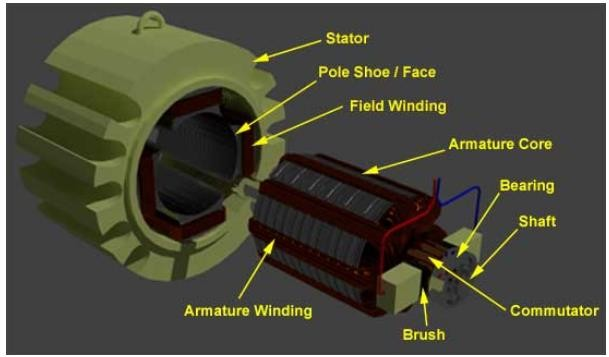 Stator
Pole Shoe / Face
Field Winding
Armature Core
Bearing
Shaft
Armature Winding
Commutator
Brush